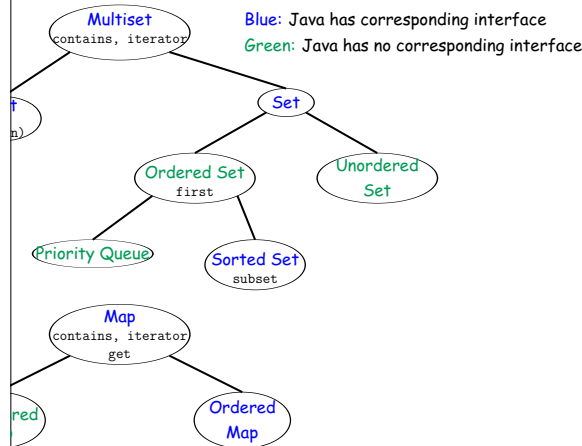 Multiset
contains, iterator
Blue: Java has corresponding interface
Green: Java has no corresponding interface
t
n)
Set
Ordered Set
first
Unordered
Set
Priority Queue
Sorted Set
subset
Map
contains, iterator
get
red
Ordered
Map